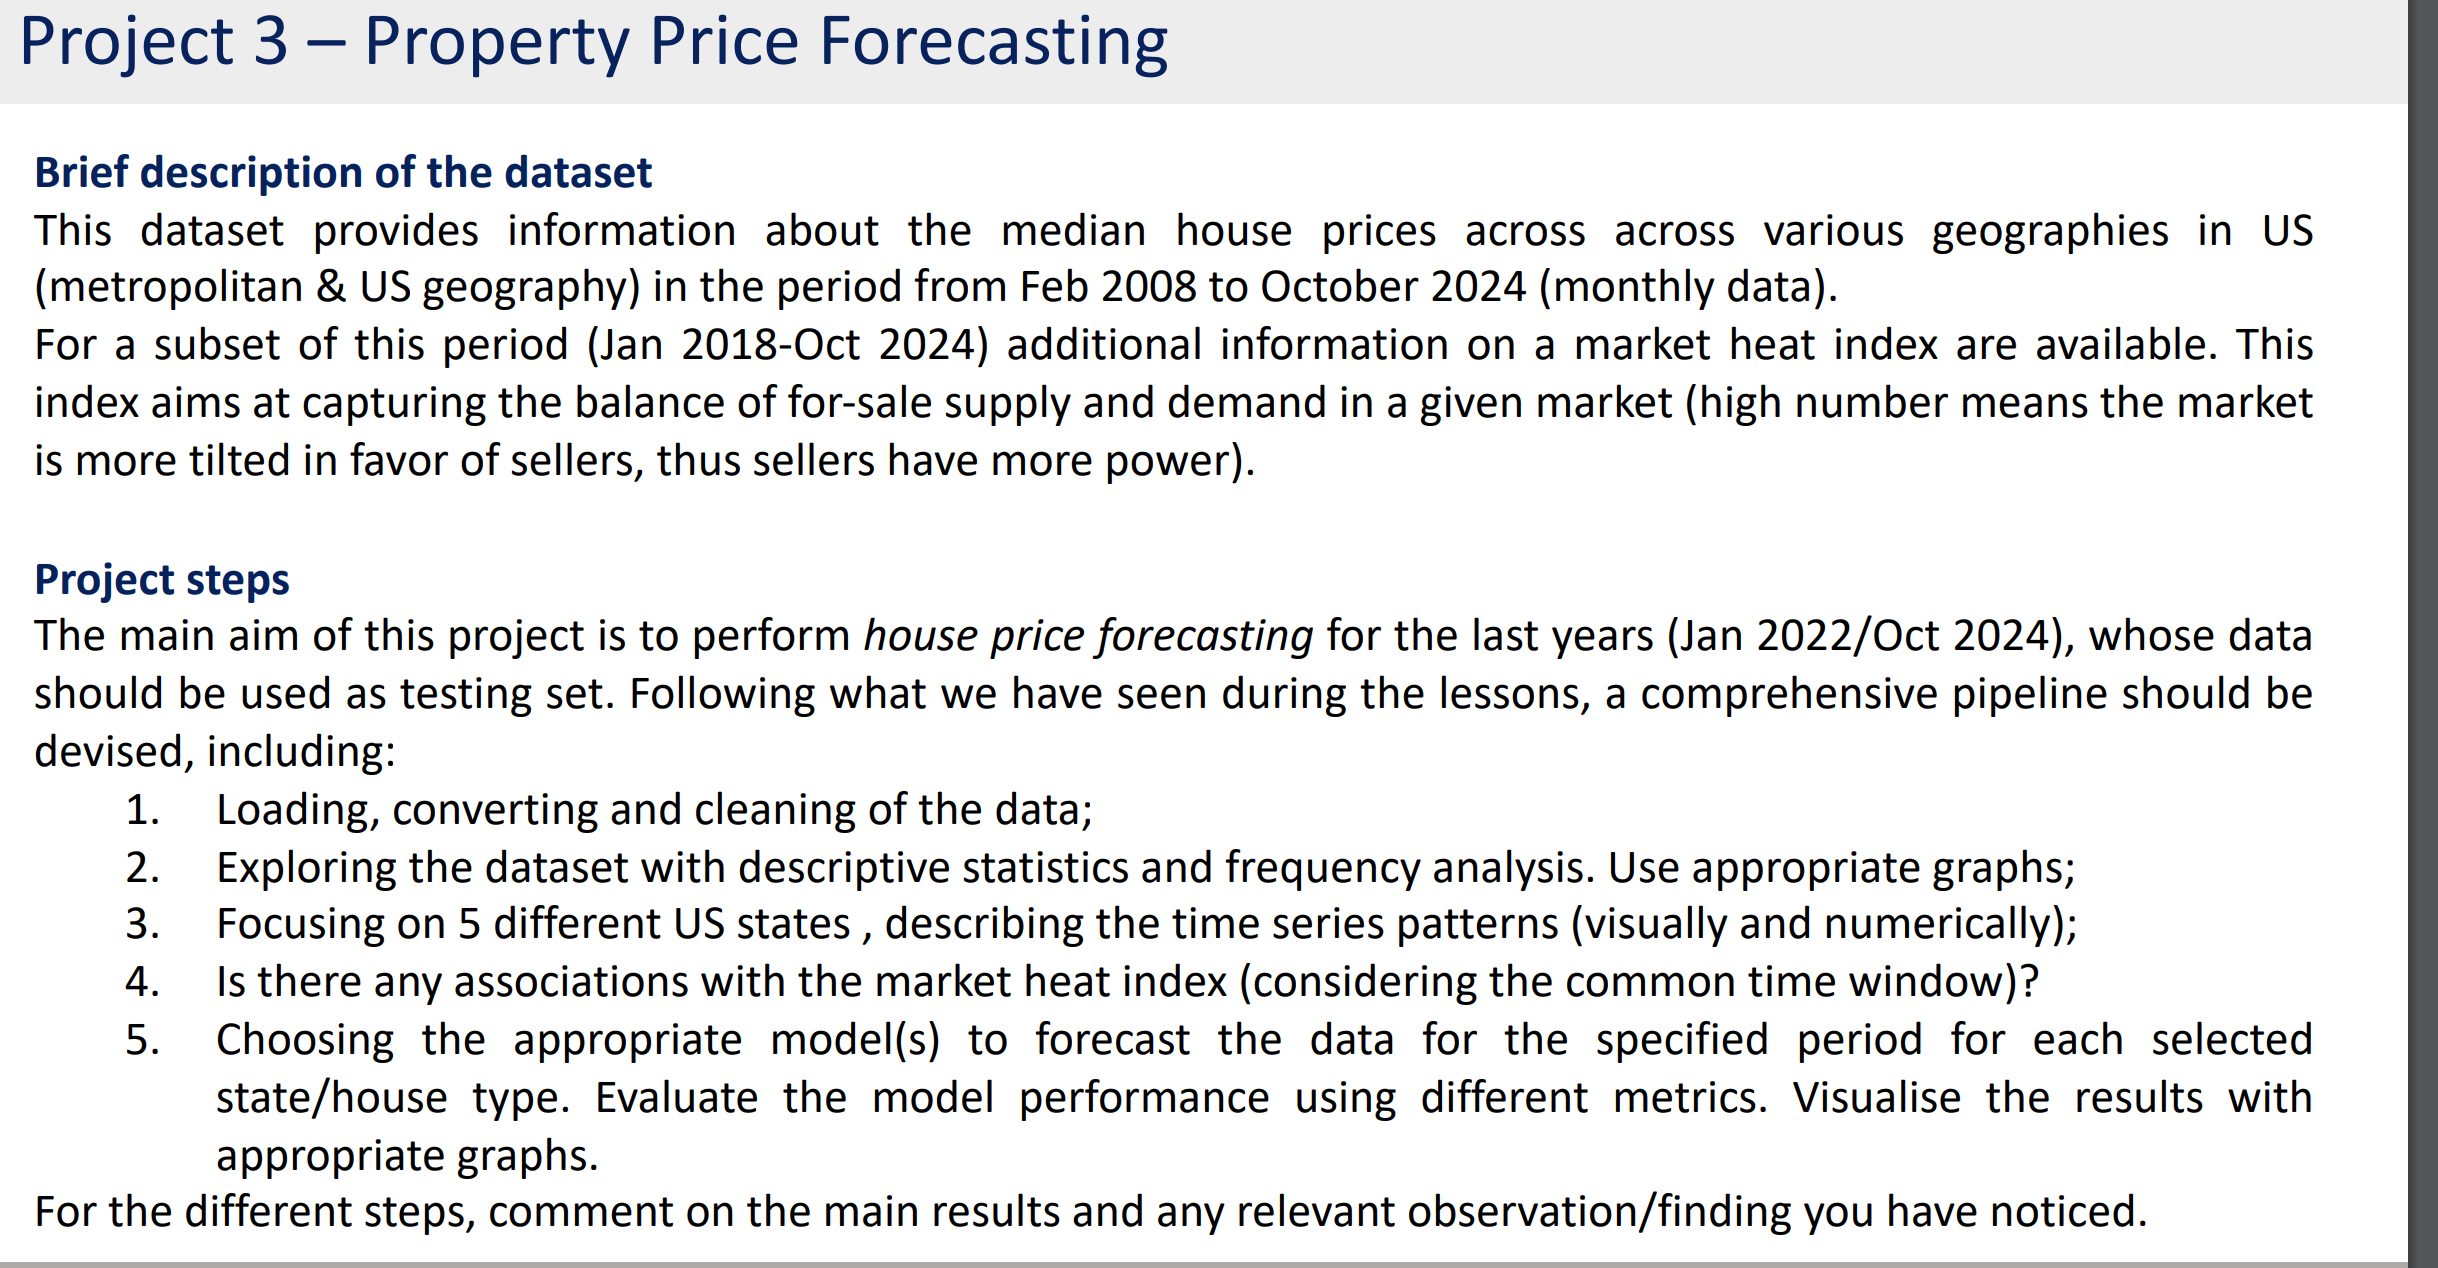 Project 3 – Property Price Forecasting
Brief description of the dataset
This dataset provides information about the median house prices across across various geographies in US
(metropolitan & US geography) in the period from Feb 2008 to October 2024 (monthly data).
For a subset of this period (Jan 2018-Oct 2024) additional information on a market heat index are available. This
index aims at capturing the balance of for-sale supply and demand in a given market (high number means the market
is more tilted in favor of sellers, thus sellers have more power).
Project steps
The main aim of this project is to perform house price forecasting for the last years (Jan 2022/Oct 2024), whose data
should be used as testing set. Following what we have seen during the lessons, a comprehensive pipeline should be
devised, including:
1. Loading, converting and cleaning of the data;
2. Exploring the dataset with descriptive statistics and frequency analysis. Use appropriate graphs;
3. Focusing on 5 different US states , describing the time series patterns (visually and numerically);
4. Is there any associations with the market heat index (considering the common time window)?
5. Choosing the appropriate model(s) to forecast the data for the specified period for each selected
state/house type. Evaluate the model performance using different metrics. Visualise the results with
appropriate graphs.
For the different steps, comment on the main results and any relevant observation/finding you have noticed.